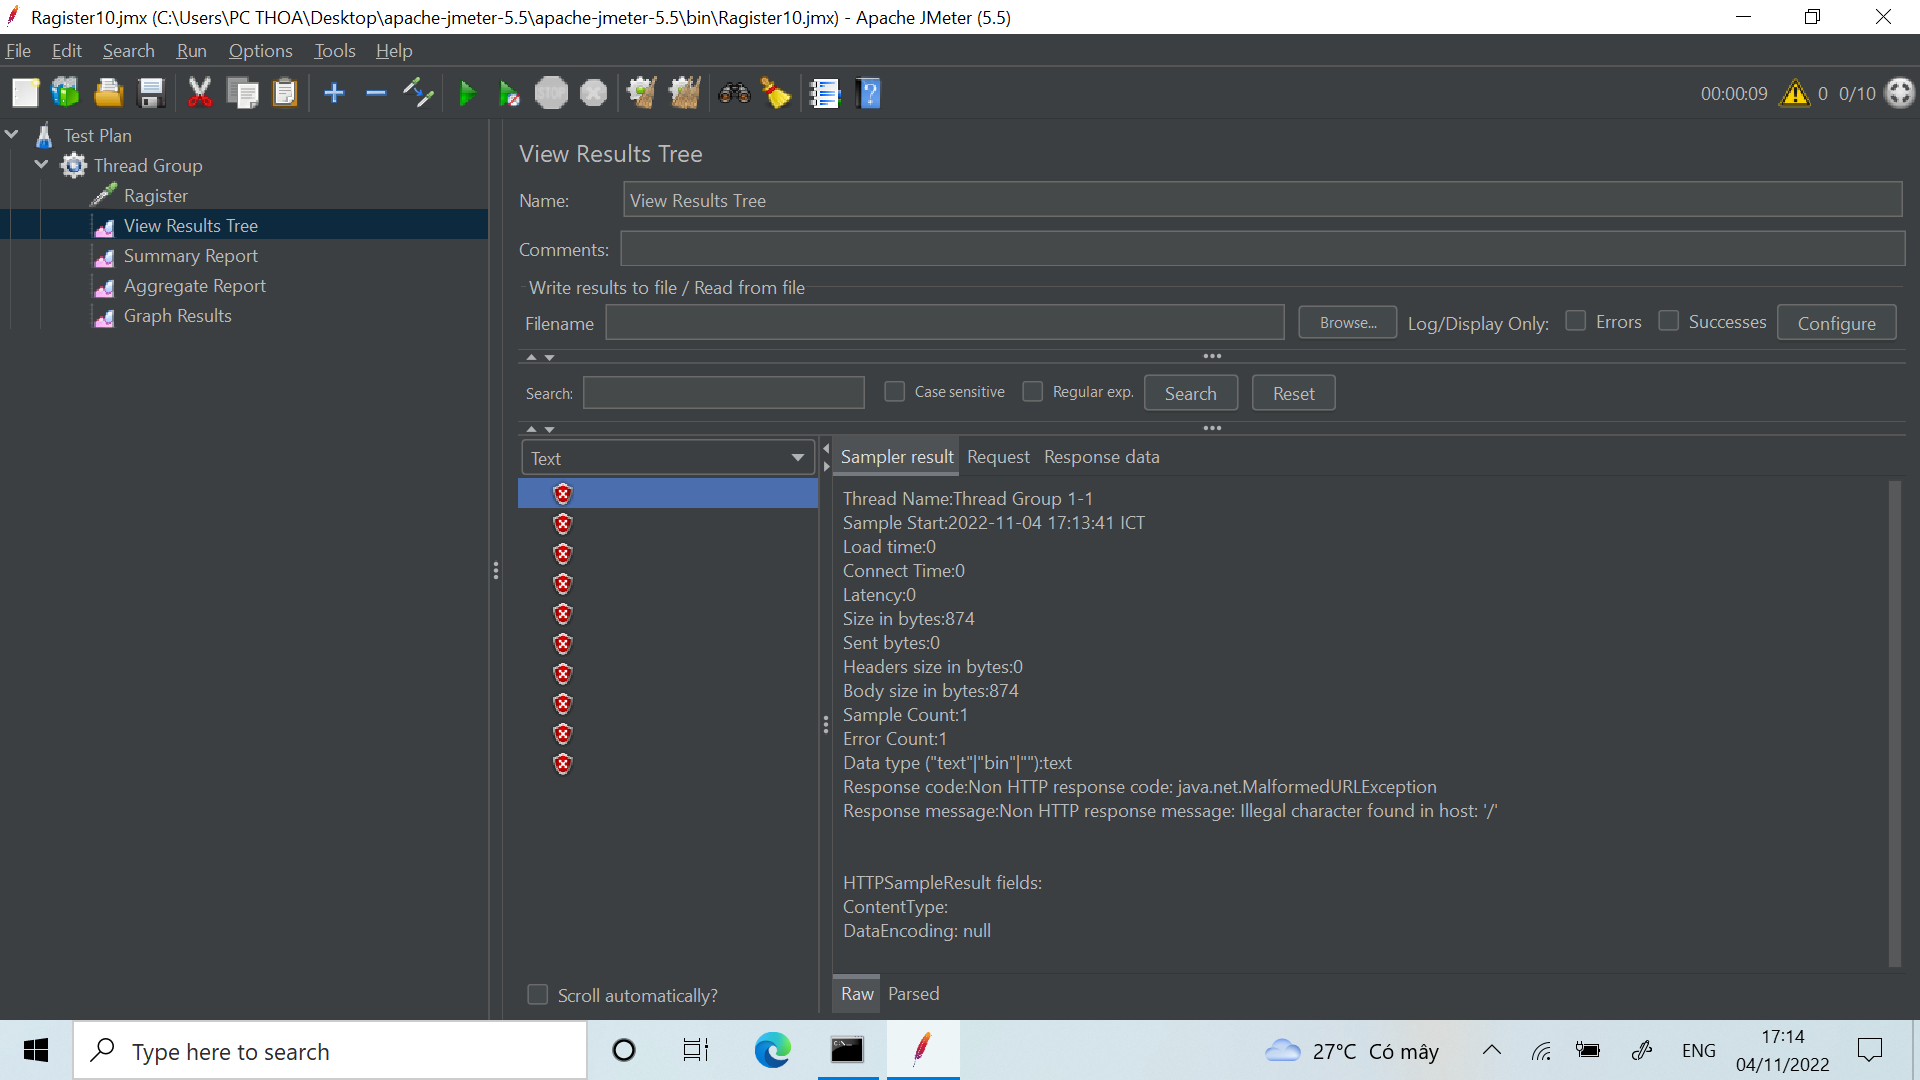 Ragister10.jmx (C:\Users\PC THOA\Desktop\apache-jmeter-5.5\apache-jmeter-5.5\bin\Ragister10.jmx) - Apache JMeter (5.5)
File Edit Search Run Options Tools Help
STOP
00:00:09 0 0/10
Test Plan
Thread Group
Ragister
View Results Tree
Summary Report
Aggregate Report
Graph Results
View Results Tree
Name: View Results Tree
Comments:
Write results to file / Read from file
Filename Browse... Log/Display Only: Errors Successes Configure
Search: Case sensitive Regular exp. Search Reset
Text
Sampler result Request Response data
Thread Name:Thread Group 1-1
Sample Start:2022-11-04 17:13:41 ICT
Load time:0
Connect Time:0
Latency:0
Size in bytes:874
Sent bytes:0
Headers size in bytes:0
Body size in bytes:874
Sample Count:1
Error Count:1
Data type ("text"|"bin"|""):text
Response code:Non HTTP response code: java.net.MalformedURLException
Response message:Non HTTP response message: Illegal character found in host: '/'
HTTPSampleResult fields:
ContentType:
DataEncoding: null
Scroll automatically?
Raw Parsed
Type here to search
27°C Có mây
ENG
17:14
04/11/2022